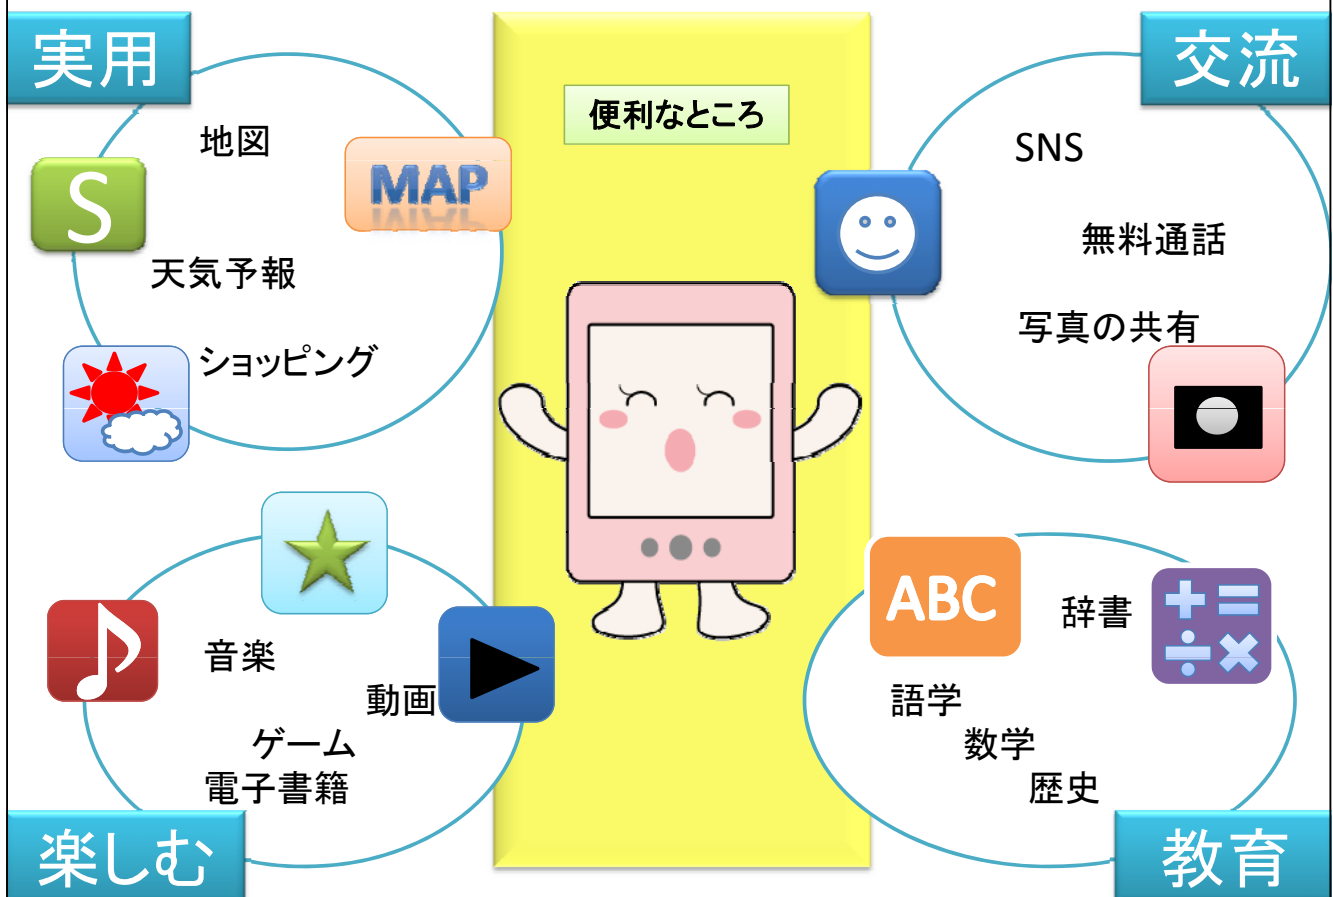 実用
地図
MAP
S
天気予報
ショッピング
便利なところ
交流
SNS
無料通話
写真の共有
音楽
動画
ゲーム
電子書籍
楽しむ
ABC
辞書
+=
÷×
語学
数学
歴史
教育